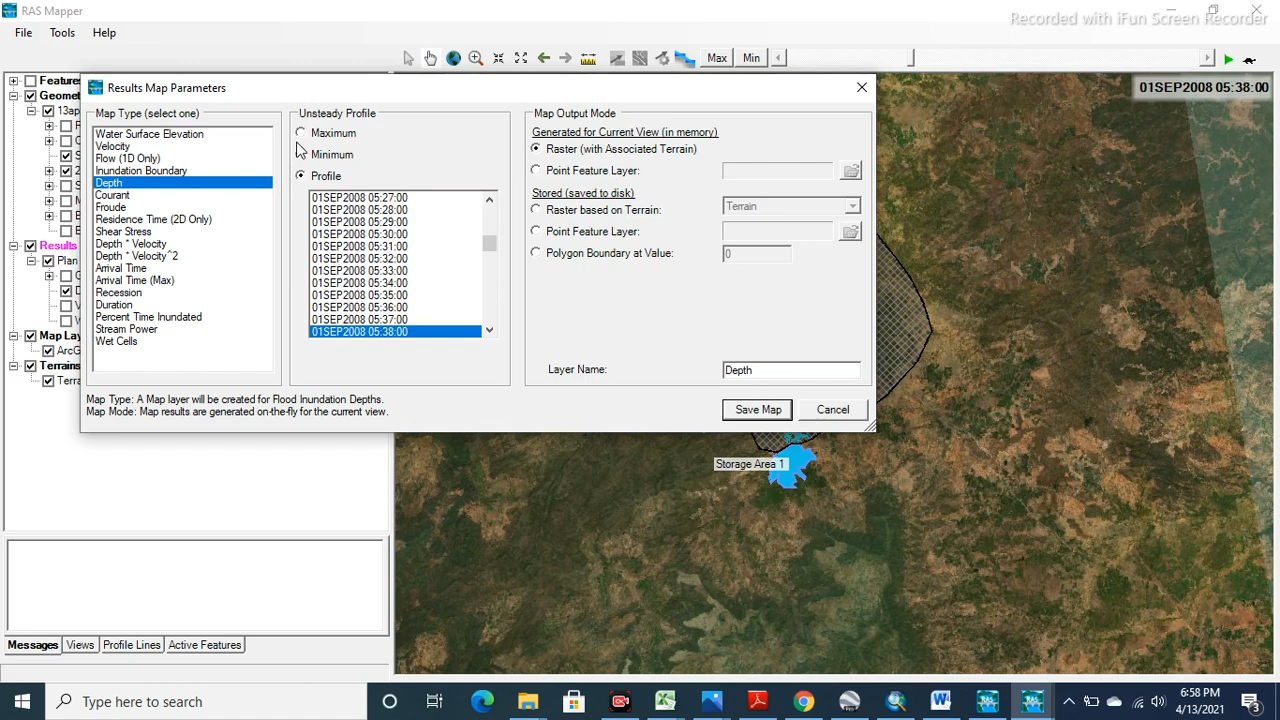 RAS Mapper
Recorded with iFun Screen Recorder
File Tools Help
Max Min
Feature
Geome
13ap
Results
Plan
Map Lay
ArcG
Terrains
Terra
01SEP2008 05:38:00
Results Map Parameters
Map Type (select one)
Water Surface Elevation
Velocity
Flow (1D Only)
Inundation Boundary
Depth
Courant
Froude
Residence Time (2D Only)
Shear Stress
Depth * Velocity
Depth * Velocity^2
Arrival Time
Arrival Time (Max)
Recession
Duration
Percent Time Inundated
Stream Power
Wet Cells
Unsteady Profile
Maximum
Minimum
Profile
01SEP2008 05:27:00
01SEP2008 05:28:00
01SEP2008 05:29:00
01SEP2008 05:30:00
01SEP2008 05:31:00
01SEP2008 05:32:00
01SEP2008 05:33:00
01SEP2008 05:34:00
01SEP2008 05:35:00
01SEP2008 05:36:00
01SEP2008 05:37:00
01SEP2008 05:38:00
Map Output Mode
Generated for Current View (in memory)
Raster (with Associated Terrain)
Point Feature Layer:
Stored (saved to disk)
Raster based on Terrain: Terrain
Point Feature Layer:
Polygon Boundary at Value: 0
Layer Name: Depth
Map Type: A Map layer will be created for Flood Inundation Depths.
Map Mode: Map results are generated on-the-fly for the current view.
Save Map Cancel
Storage Area 1
Messages Views Profile Lines Active Features
Type here to search
6:58 PM
4/13/2021
3